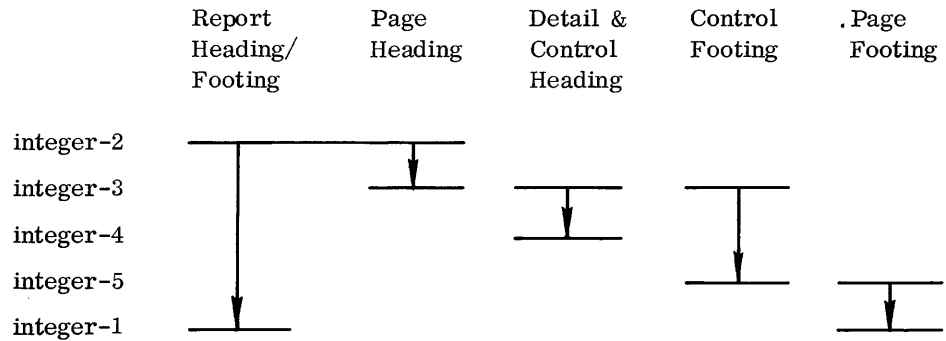 Report Heading/ Footing
Page Heading
Detail & Control Heading
Control Footing
. Page Footing
integer-2
integer-3
integer-4
integer-5
integer-1